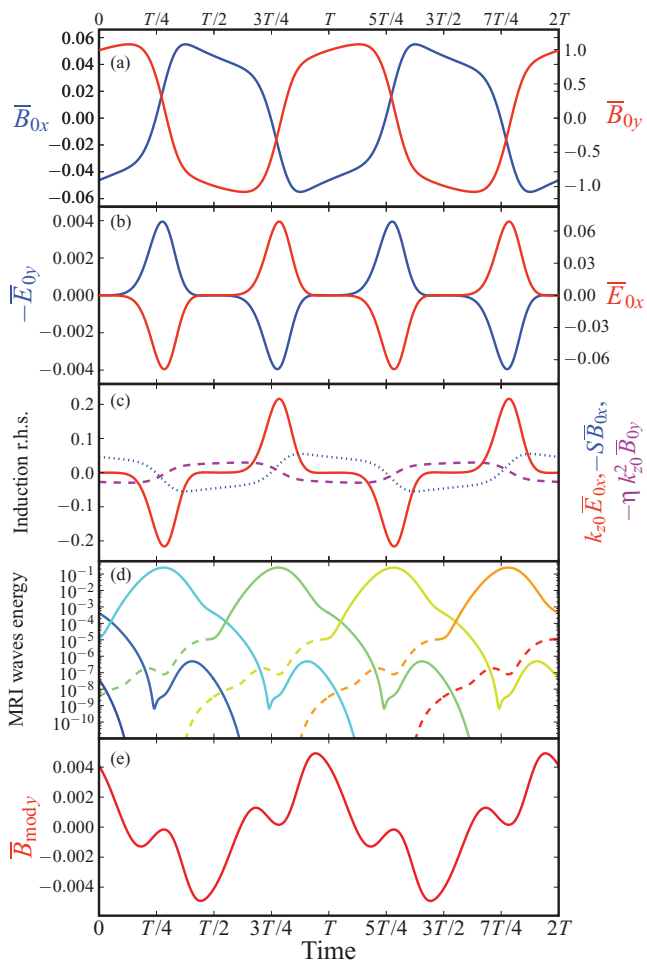 0 T/4 T/2 3T/4 T 5T/4 3T/2 7T/4 2T
(a)
0.06
0.04
0.02
0.00
−0.02
−0.04
−0.06
B̅0x
1.0
0.5
0.0
−0.5
−1.0
B̅0y
(b)
0.004
0.002
0.000
−0.002
−0.004
−E̅0y
0.06
0.03
0.00
−0.03
−0.06
E̅0x
(c)
0.2
0.1
0.0
−0.1
−0.2
Induction r.h.s.
kz0 E̅0x, −SB̅0x,
−η k²z0 B̅0y
(d)
10⁻¹
10⁻²
10⁻³
10⁻⁴
10⁻⁵
10⁻⁶
10⁻⁷
10⁻⁸
10⁻⁹
10⁻¹⁰
MRI waves energy
(e)
0.004
0.002
0.000
−0.002
−0.004
B̅mod y
0 T/4 T/2 3T/4 T 5T/4 3T/2 7T/4 2T
Time